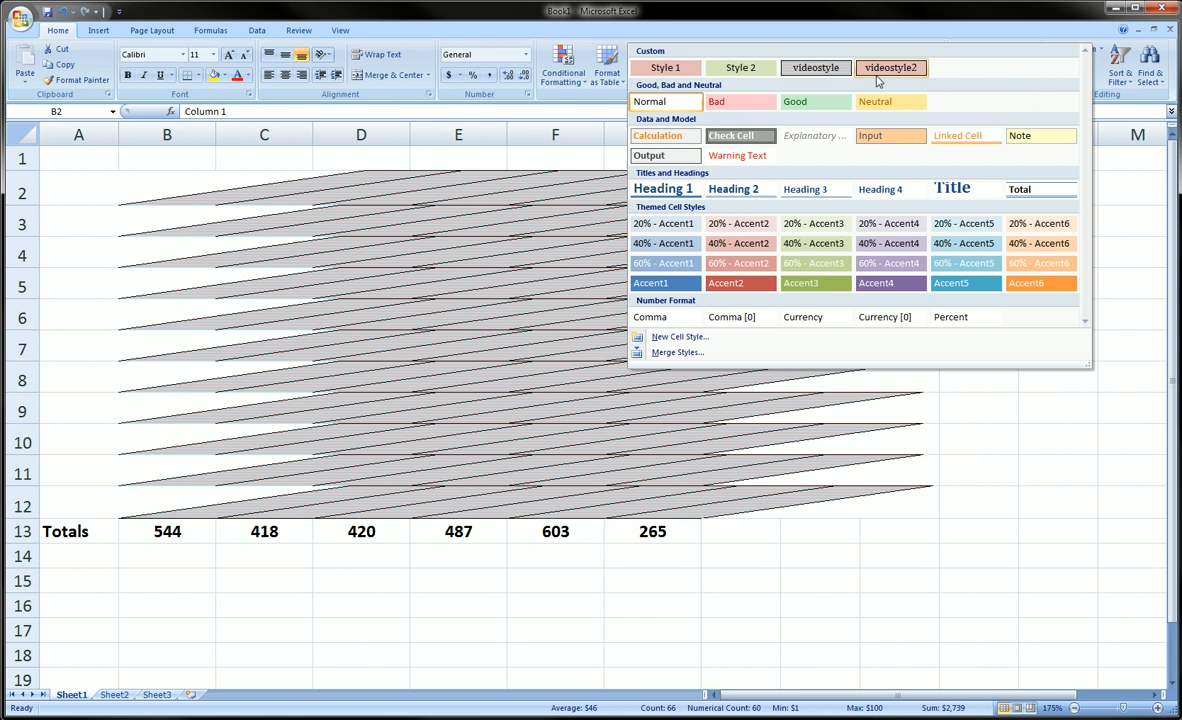 Book1 - Microsoft Excel
Home Insert Page Layout Formulas Data Review View
Paste Cut Calibri 11 Wrap Text General Conditional Formatting Format as Table Sort & Filter Find & Select
Copy
Format Painter B I U Merge & Center $ % ,
Clipboard Font Alignment Number Editing
B2 fx Column 1
Custom
Style 1 Style 2 videostyle videostyle2
Good, Bad and Neutral
Normal Bad Good Neutral
Data and Model
Calculation Check Cell Explanatory ... Input Linked Cell Note
Output Warning Text
Titles and Headings
Heading 1 Heading 2 Heading 3 Heading 4 Title Total
Themed Cell Styles
20% - Accent1 20% - Accent2 20% - Accent3 20% - Accent4 20% - Accent5 20% - Accent6
40% - Accent1 40% - Accent2 40% - Accent3 40% - Accent4 40% - Accent5 40% - Accent6
60% - Accent1 60% - Accent2 60% - Accent3 60% - Accent4 60% - Accent5 60% - Accent6
Accent1 Accent2 Accent3 Accent4 Accent5 Accent6
Number Format
Comma Comma [0] Currency Currency [0] Percent
New Cell Style...
Merge Styles...
A B C D E F M
1
2
3
4
5
6
7
8
9
10
11
12
13 Totals 544 418 420 487 603 265
14
15
16
17
18
19
Sheet1 Sheet2 Sheet3
Ready Average: $46 Count: 66 Numerical Count: 60 Min: $1 Max: $100 Sum: $2,739 175%